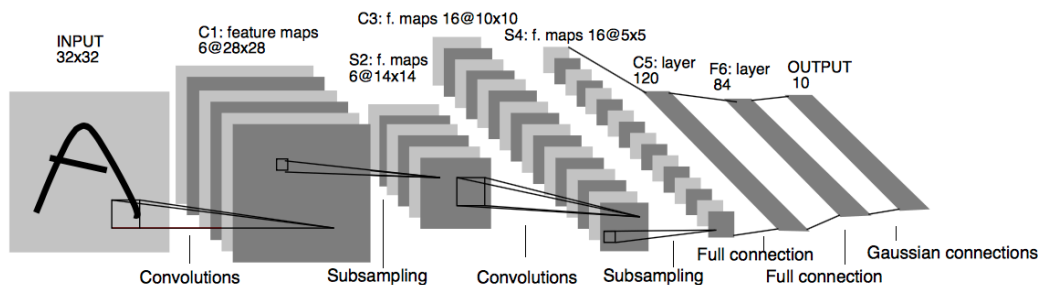 INPUT
32x32
C1: feature maps
6@28x28
S2: f. maps
6@14x14
C3: f. maps 16@10x10
S4: f. maps 16@5x5
C5: layer
120
F6: layer
84
OUTPUT
10
Convolutions
Subsampling
Convolutions
Subsampling
Full connection
Full connection
Gaussian connections